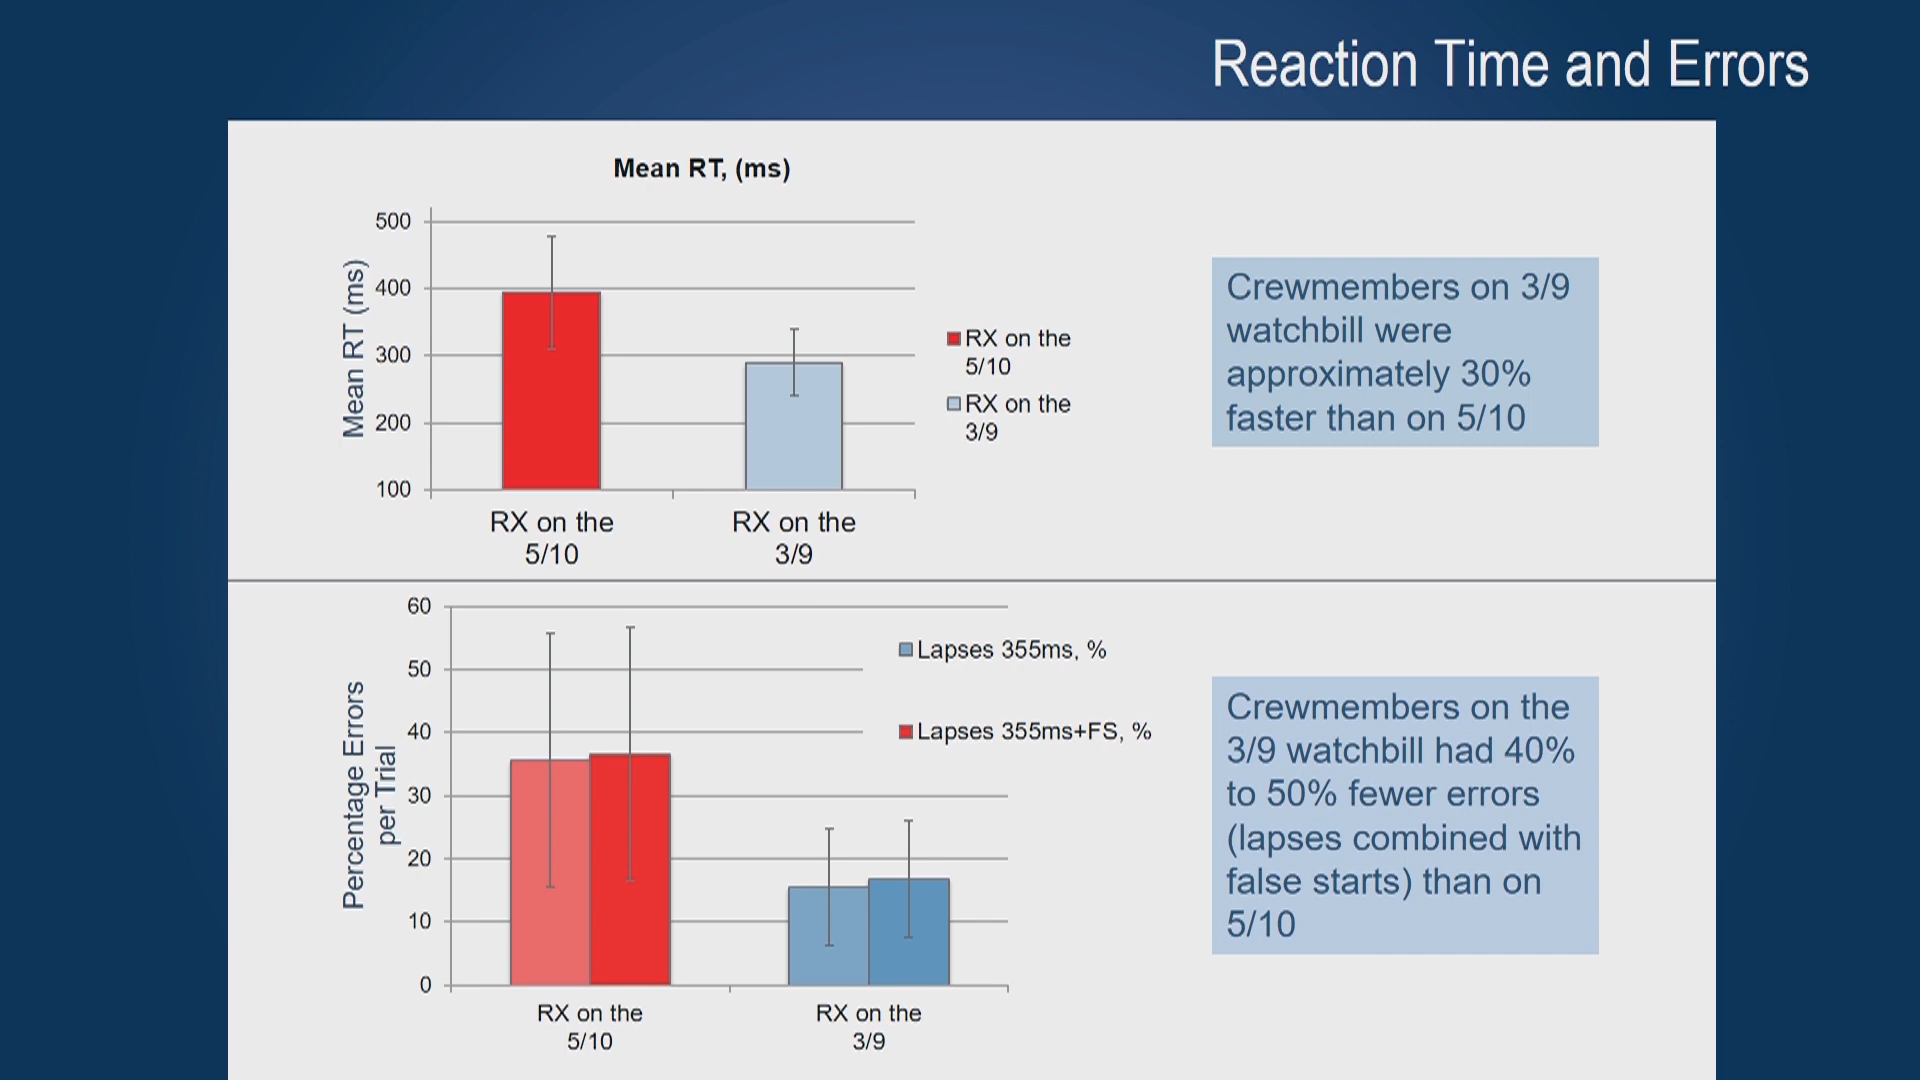 Reaction Time and Errors
Mean RT, (ms)
Mean RT (ms)
500
400
300
200
100
RX on the
5/10
RX on the
3/9
RX on the
5/10
RX on the
3/9
Crewmembers on 3/9
watchbill were
approximately 30%
faster than on 5/10
Percentage Errors
per Trial
60
50
40
30
20
10
0
RX on the
5/10
RX on the
3/9
Lapses 355ms, %
Lapses 355ms+FS, %
Crewmembers on the
3/9 watchbill had 40%
to 50% fewer errors
(lapses combined with
false starts) than on
5/10